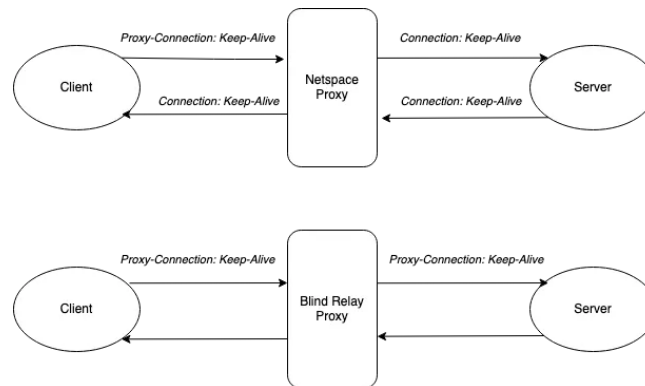 Proxy-Connection: Keep-Alive
Connection: Keep-Alive
Client
Netspace
Proxy
Server
Connection: Keep-Alive
Connection: Keep-Alive
Proxy-Connection: Keep-Alive
Proxy-Connection: Keep-Alive
Client
Blind Relay
Proxy
Server